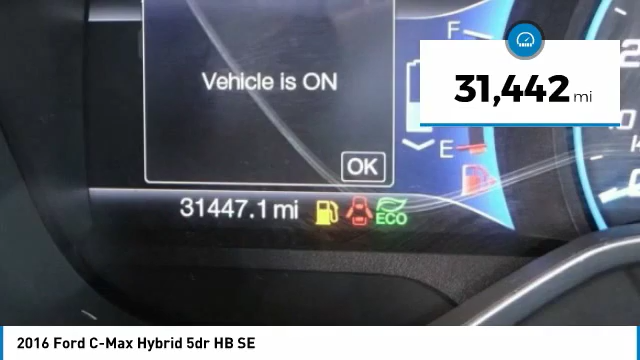 F
Vehicle is ON
31,442 mi
E
OK
31447.1 mi
ECO
2016 Ford C-Max Hybrid 5dr HB SE